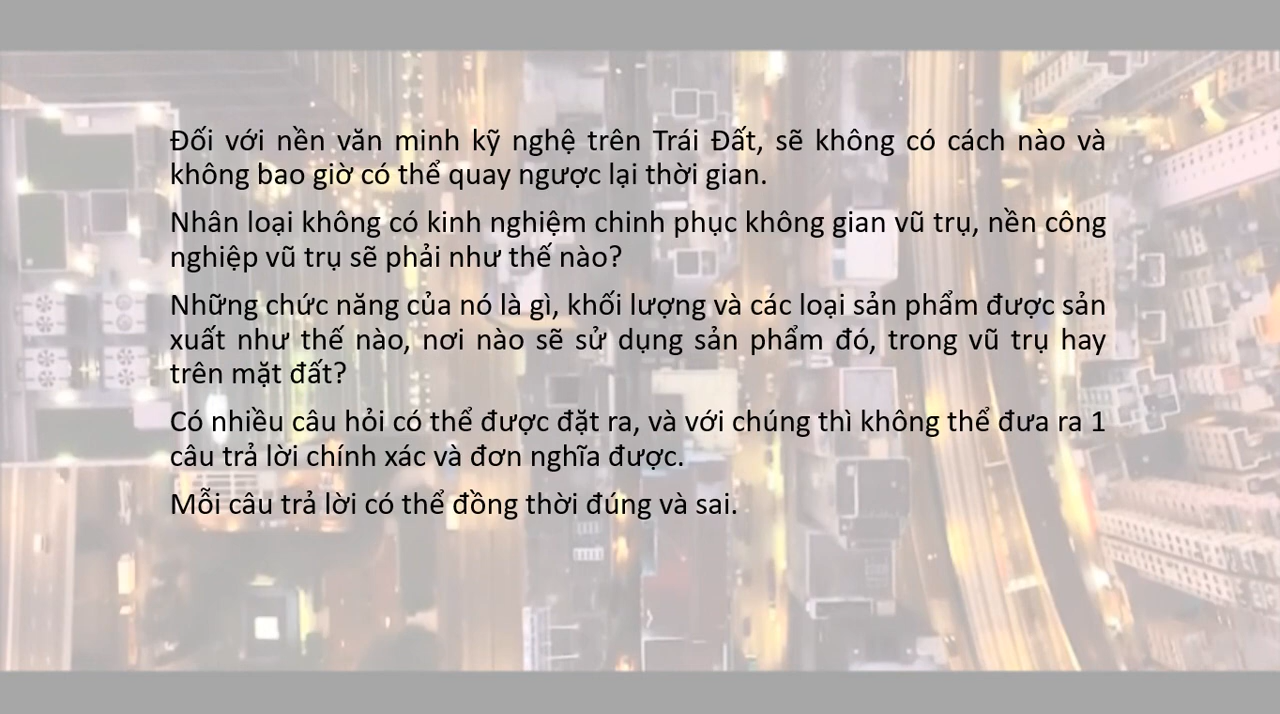 Đối với nền văn minh kỹ nghệ trên Trái Đất, sẽ không có cách nào và
không bao giờ có thể quay ngược lại thời gian.
Nhân loại không có kinh nghiệm chinh phục không gian vũ trụ, nền công
nghiệp vũ trụ sẽ phải như thế nào?
Những chức năng của nó là gì, khối lượng và các loại sản phẩm được sản
xuất như thế nào, nơi nào sẽ sử dụng sản phẩm đó, trong vũ trụ hay
trên mặt đất?
Có nhiều câu hỏi có thể được đặt ra, và với chúng thì không thể đưa ra 1
câu trả lời chính xác và đơn nghĩa được.
Mỗi câu trả lời có thể đồng thời đúng và sai.